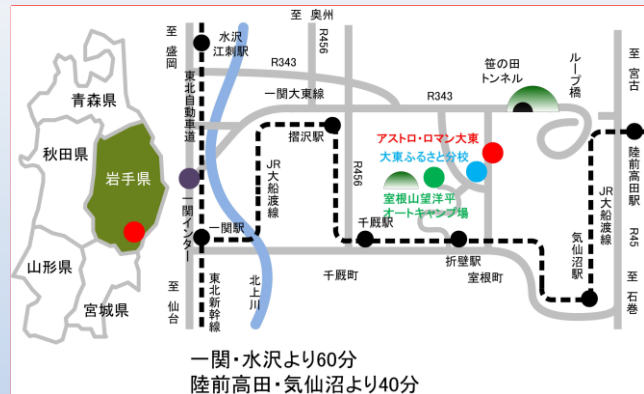 青森県
秋田県
岩手県
山形県
宮城県
至 盛岡
東北自動車道
水沢
江刺駅
至 奥州
R456
R343
一関大東線
R343
笹の田
トンネル
ループ橋
至 宮古
摺沢駅
JR大船渡線
R456
アストロ・ロマン大東
大東ふるさと分校
室根山望洋平
オートキャンプ場
陸前高田駅
JR大船渡線
R45
一関インター
一関駅
千厩駅
折壁駅
気仙沼駅
至 仙台
東北新幹線
北上川
千厩町
室根町
至 石巻
一関・水沢より60分
陸前高田・気仙沼より40分